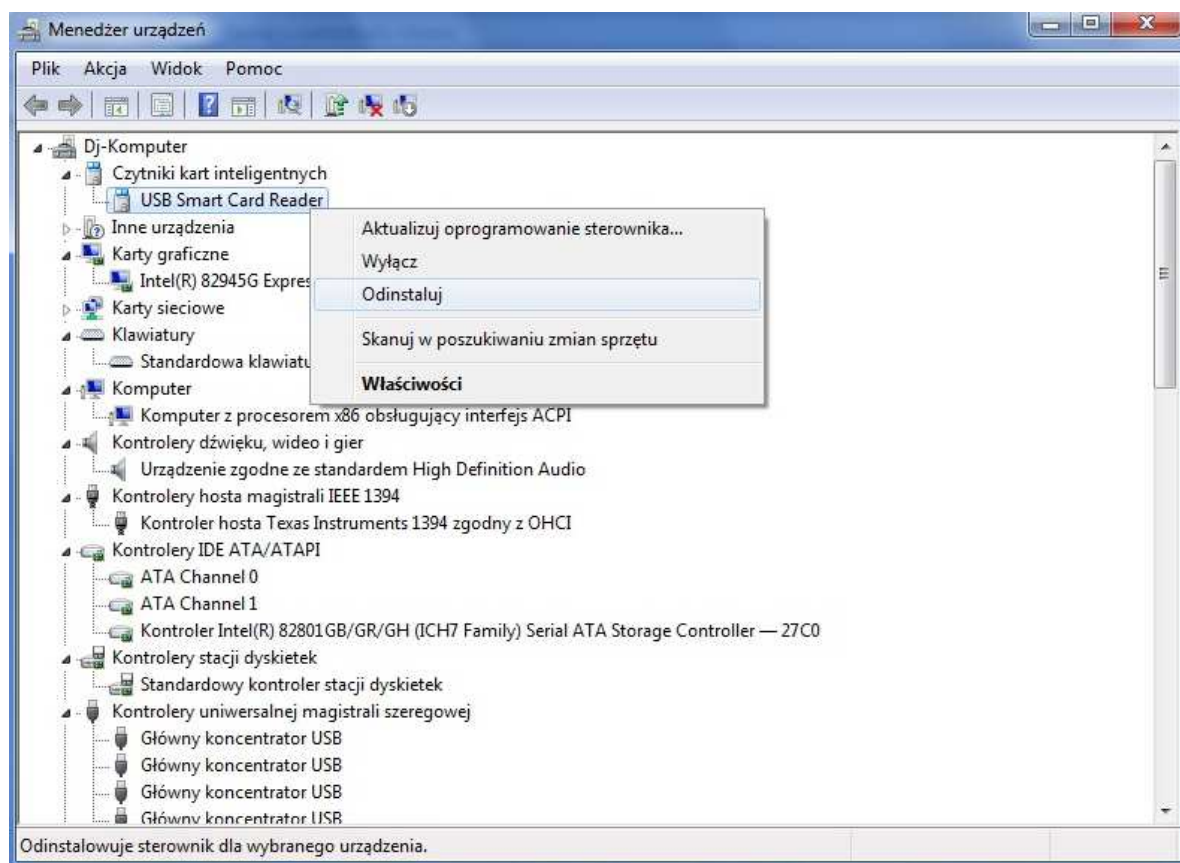 Menedżer urządzeń
Plik Akcja Widok Pomoc
Dj-Komputer
Czytniki kart inteligentnych
USB Smart Card Reader
Inne urządzenia
Karty graficzne
Intel(R) 82945G Expres
Karty sieciowe
Klawiatury
Standardowa klawiatu
Komputer
Komputer z procesorem x86 obsługujący interfejs ACPI
Kontrolery dźwięku, wideo i gier
Urządzenie zgodne ze standardem High Definition Audio
Kontrolery hosta magistrali IEEE 1394
Kontroler hosta Texas Instruments 1394 zgodny z OHCI
Kontrolery IDE ATA/ATAPI
ATA Channel 0
ATA Channel 1
Kontroler Intel(R) 82801GB/GR/GH (ICH7 Family) Serial ATA Storage Controller — 27C0
Kontrolery stacji dyskietek
Standardowy kontroler stacji dyskietek
Kontrolery uniwersalnej magistrali szeregowej
Główny koncentrator USB
Główny koncentrator USB
Główny koncentrator USB
Główny koncentrator USB
Aktualizuj oprogramowanie sterownika...
Wyłącz
Odinstaluj
Skanuj w poszukiwaniu zmian sprzętu
Właściwości
Odinstalowuje sterownik dla wybranego urządzenia.